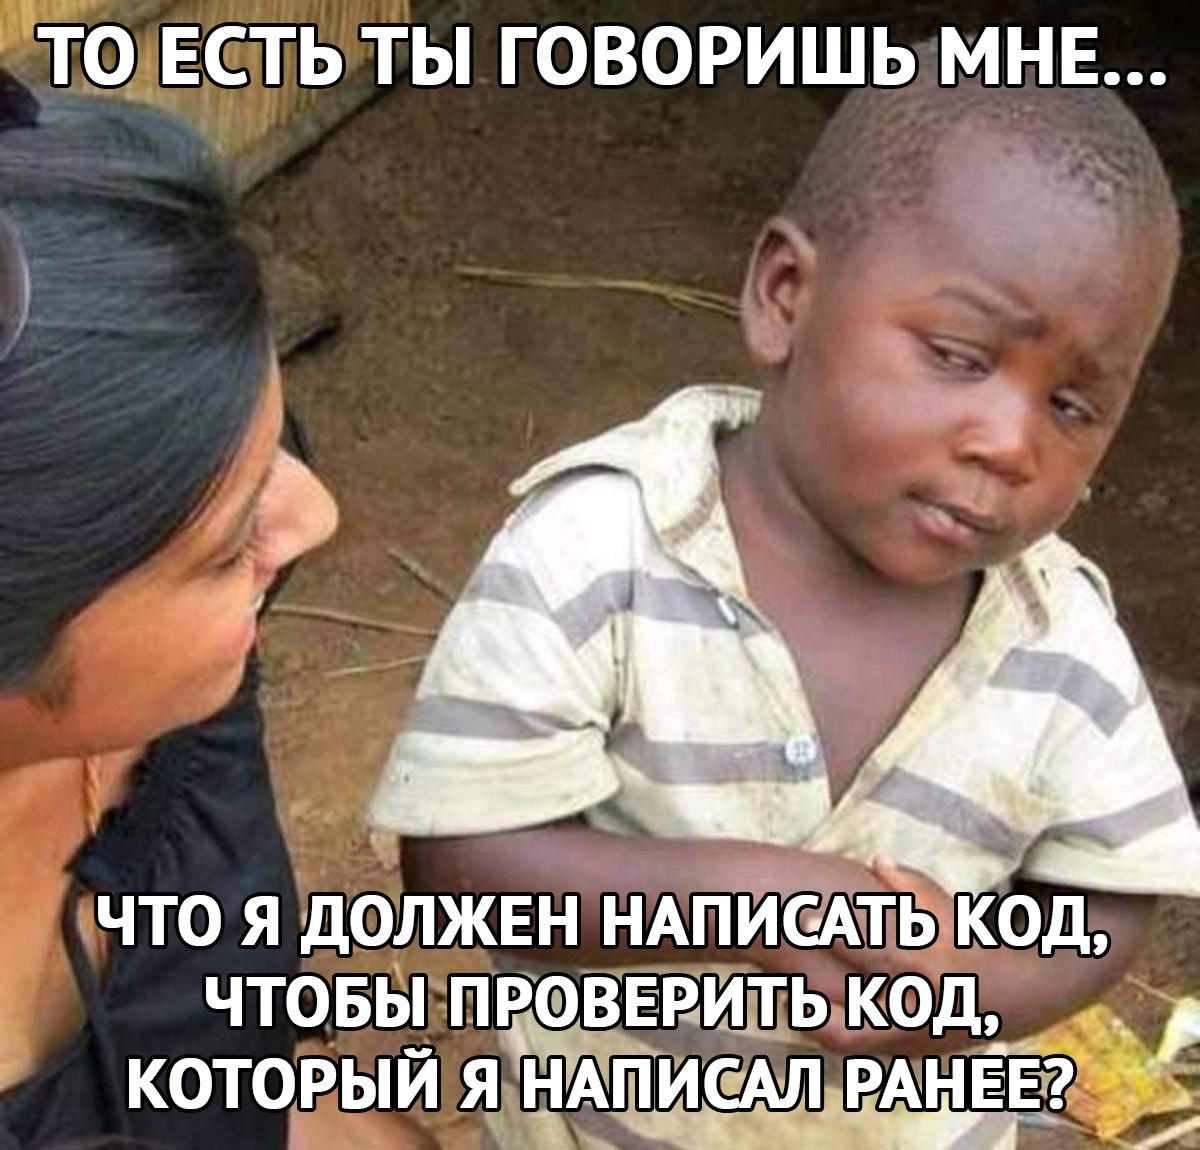 ТО ЕСТЬ ТЫ ГОВОРИШЬ МНЕ...
ЧТО Я ДОЛЖЕН НАПИСАТЬ КОД,
ЧТОБЫ ПРОВЕРИТЬ КОД,
КОТОРЫЙ Я НАПИСАЛ РАНЕЕ?